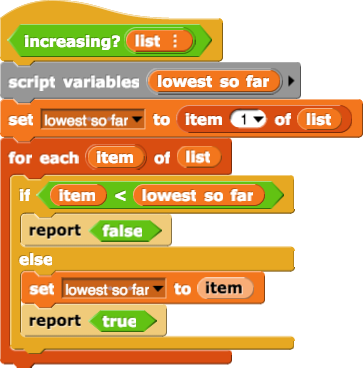 increasing? list ⋮
script variables lowest so far
set lowest so far to item 1 of list
for each item of list
if item < lowest so far
report false
else
set lowest so far to item
report true